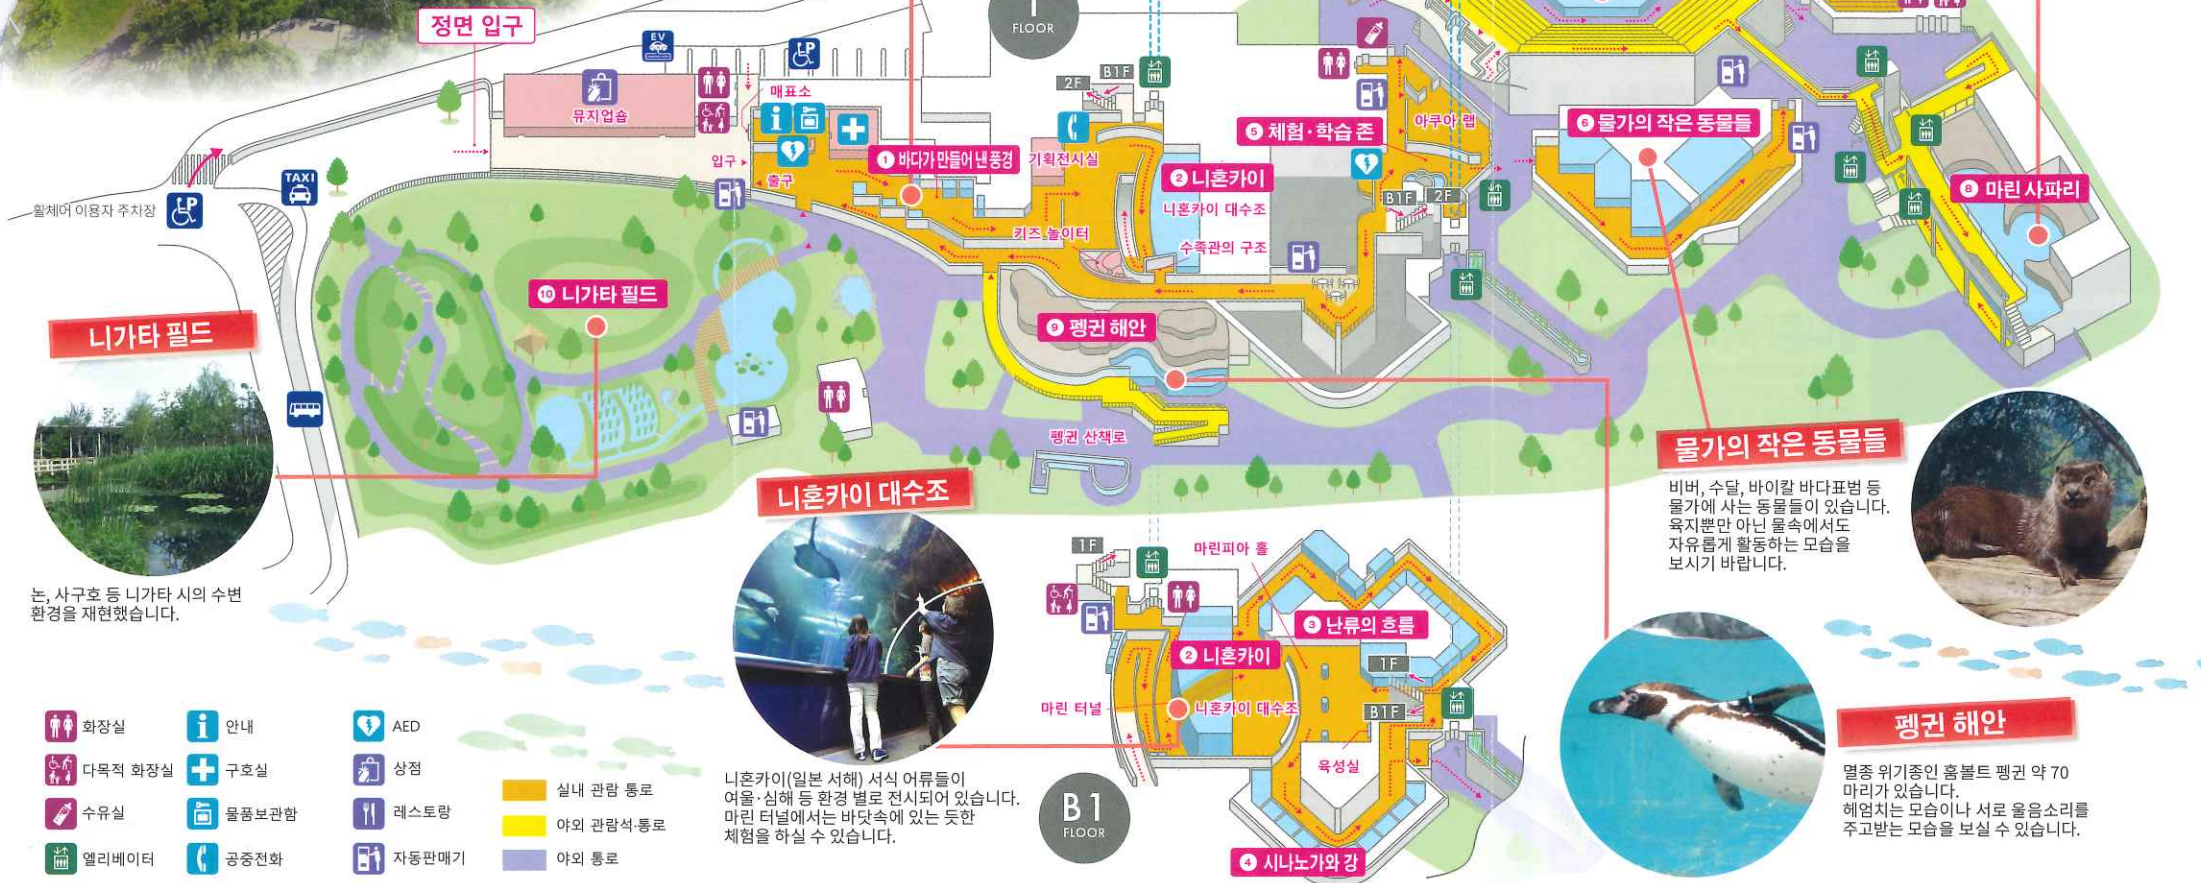 정면 입구
EV
P
FLOOR
2F
B1F
뮤지업숍
매표소
입구
출구
TAXI
휠체어 이용자 주차장
P
1 바다가 만들어 낸 풍경
기획전시실
2 니혼카이
니혼카이 대수조
수족관의 구조
키즈 놀이터
5 체험·학습 존
아쿠아 랩
B1F
2F
6 물가의 작은 동물들
8 마린 사파리
10 니가타 필드
9 펭귄 해안
펭귄 산책로
니가타 필드
논, 사구호 등 니가타 시의 수변
환경을 재현했습니다.
니혼카이 대수조
니혼카이(일본 서해) 서식 어류들이
여울·심해 등 환경 별로 전시되어 있습니다.
마린 터널에서는 바닷속에 있는 듯한
체험을 하실 수 있습니다.
물가의 작은 동물들
비버, 수달, 바이칼 바다표범 등
물가에 사는 동물들이 있습니다.
육지뿐만 아닌 물속에서도
자유롭게 활동하는 모습을
보시기 바랍니다.
펭귄 해안
멸종 위기종인 훔볼트 펭귄 약 70
마리가 있습니다.
헤엄치는 모습이나 서로 울음소리를
주고받는 모습을 보실 수 있습니다.
1F
마린피아 홀
3 난류의 흐름
2 니혼카이
1F
마린 터널
니혼카이 대수조
B1F
육성실
4 시나노가와 강
B1
FLOOR
화장실
다목적 화장실
수유실
엘리베이터
안내
구호실
물품보관함
공중전화
AED
상점
레스토랑
자동판매기
실내 관람 통로
야외 관람석·통로
야외 통로